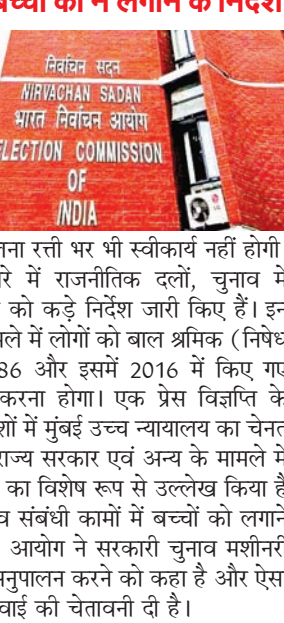 बच्चों को न लगाने के निर्देश
निर्वाचन सदन
NIRVACHAN SADAN
भारत निर्वाचन आयोग
ELECTION COMMISSION
OF
INDIA
रत्ती भर भी स्वीकार्य नहीं होगी
में राजनीतिक दलों, चुनाव में
को कड़े निर्देश जारी किए हैं। इन
में लोगों को बाल श्रमिक (निषेध
86 और इसमें 2016 में किए गए
करना होगा। एक प्रेस विज्ञप्ति के
में मुंबई उच्च न्यायालय का चेनत
राज्य सरकार एवं अन्य के मामले में
का विशेष रूप से उल्लेख किया है
संबंधी कामों में बच्चों को लगाने
आयोग ने सरकारी चुनाव मशीनरी
अनुपालन करने को कहा है और ऐसा
की चेतावनी दी है।